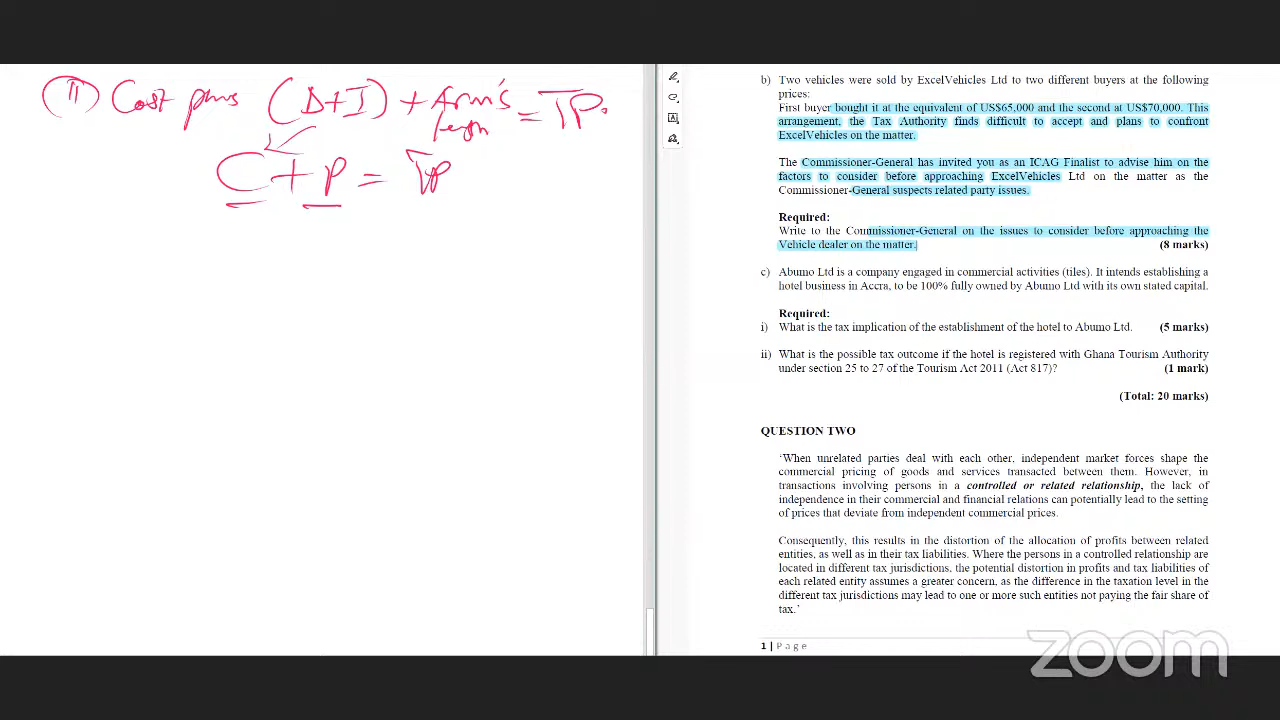 (II) Cost plus (D+I) + Arm's length = TP.
C + P = TP
b) Two vehicles were sold by ExcelVehicles Ltd to two different buyers at the following
prices:
First buyer bought it at the equivalent of US$65,000 and the second at US$70,000. This
arrangement, the Tax Authority finds difficult to accept and plans to confront
ExcelVehicles on the matter.
The Commissioner-General has invited you as an ICAG Finalist to advise him on the
factors to consider before approaching ExcelVehicles Ltd on the matter as the
Commissioner-General suspects related party issues.
Required:
Write to the Commissioner-General on the issues to consider before approaching the
Vehicle dealer on the matter. (8 marks)
c) Abumo Ltd is a company engaged in commercial activities (tiles). It intends establishing a
hotel business in Accra, to be 100% fully owned by Abumo Ltd with its own stated capital.
Required:
i) What is the tax implication of the establishment of the hotel to Abumo Ltd. (5 marks)
ii) What is the possible tax outcome if the hotel is registered with Ghana Tourism Authority
under section 25 to 27 of the Tourism Act 2011 (Act 817)? (1 mark)
(Total: 20 marks)
QUESTION TWO
‘When unrelated parties deal with each other, independent market forces shape the
commercial pricing of goods and services transacted between them. However, in
transactions involving persons in a controlled or related relationship, the lack of
independence in their commercial and financial relations can potentially lead to the setting
of prices that deviate from independent commercial prices.
Consequently, this results in the distortion of the allocation of profits between related
entities, as well as in their tax liabilities. Where the persons in a controlled relationship are
located in different tax jurisdictions, the potential distortion in profits and tax liabilities of
each related entity assumes a greater concern, as the difference in the taxation level in the
different tax jurisdictions may lead to one or more such entities not paying the fair share of
tax.’
1 | Page
zoom